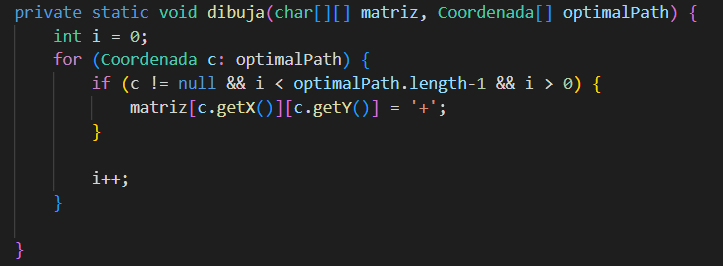 private static void dibuja(char[][] matriz, Coordenada[] optimalPath) {
    int i = 0;
    for (Coordenada c: optimalPath) {
        if (c != null && i < optimalPath.length-1 && i > 0) {
            matriz[c.getX()][c.getY()] = '+';
        }

        i++;
    }

}